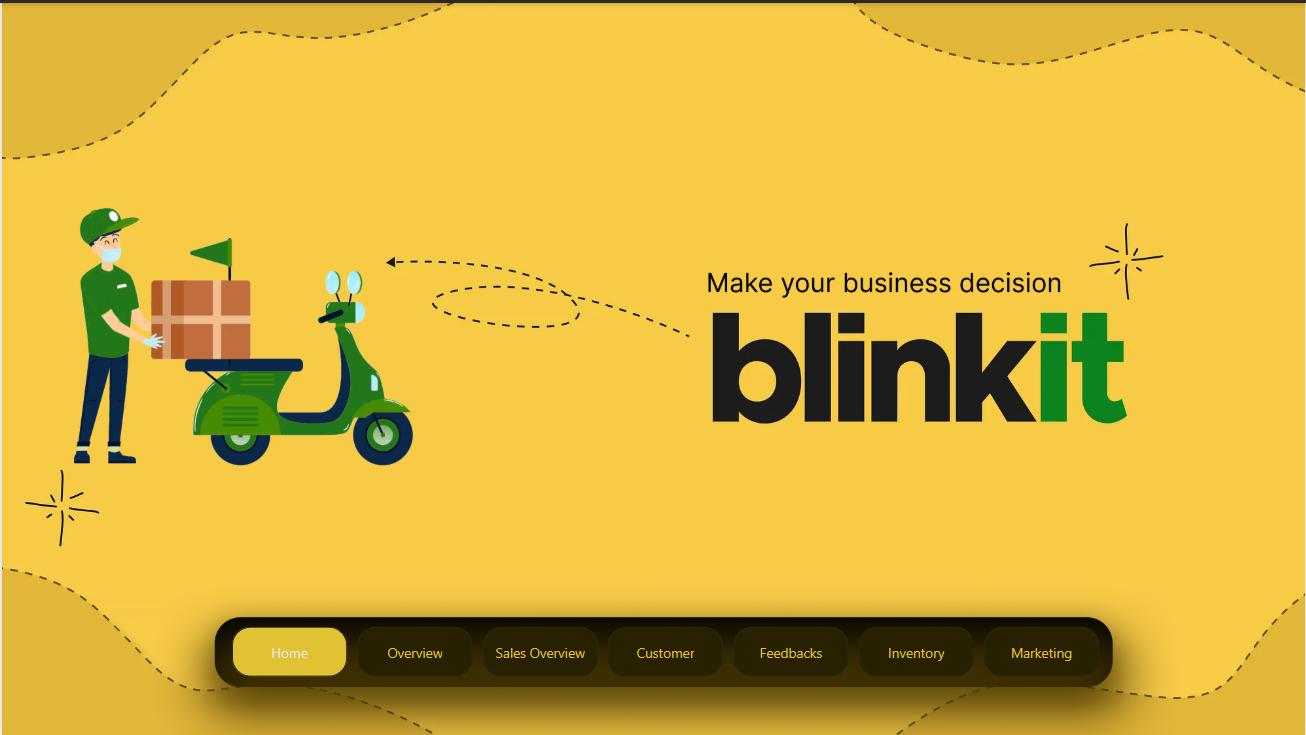 Make your business decision
blinkit
Home Overview Sales Overview Customer Feedbacks Inventory Marketing